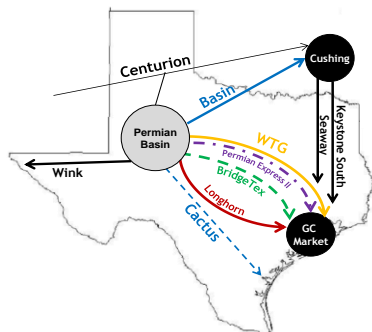 Centurion
Cushing
Basin
Permian
Basin
WTG
Seaway
Keystone South
Permian Express II
Wink
BridgeTex
Longhorn
GC
Market
Cactus